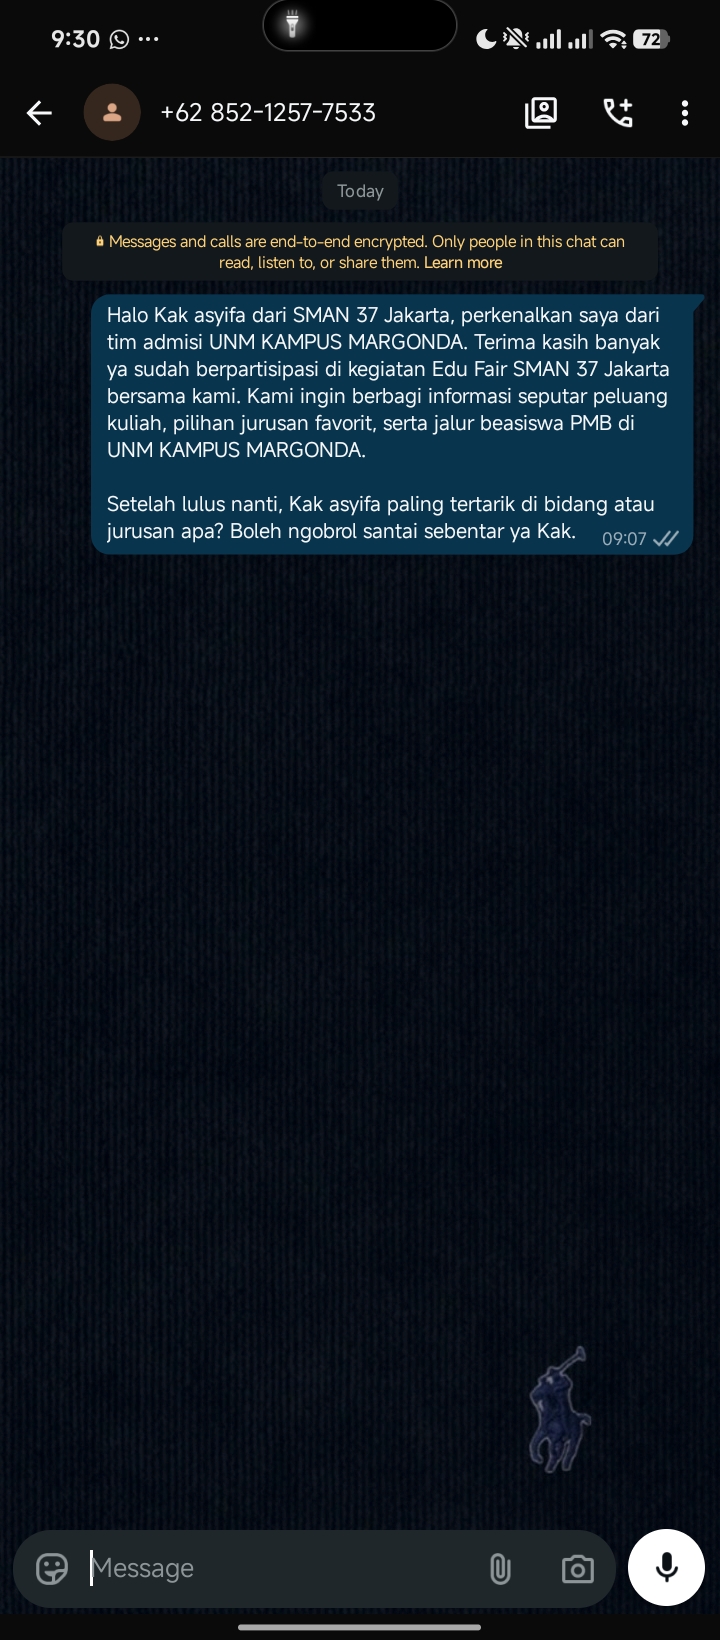 9:30
72
+62 852-1257-7533
Today
Messages and calls are end-to-end encrypted. Only people in this chat can
read, listen to, or share them. Learn more
Halo Kak asyifa dari SMAN 37 Jakarta, perkenalkan saya dari
tim admisi UNM KAMPUS MARGONDA. Terima kasih banyak
ya sudah berpartisipasi di kegiatan Edu Fair SMAN 37 Jakarta
bersama kami. Kami ingin berbagi informasi seputar peluang
kuliah, pilihan jurusan favorit, serta jalur beasiswa PMB di
UNM KAMPUS MARGONDA.
Setelah lulus nanti, Kak asyifa paling tertarik di bidang atau
jurusan apa? Boleh ngobrol santai sebentar ya Kak.
09:07
Message